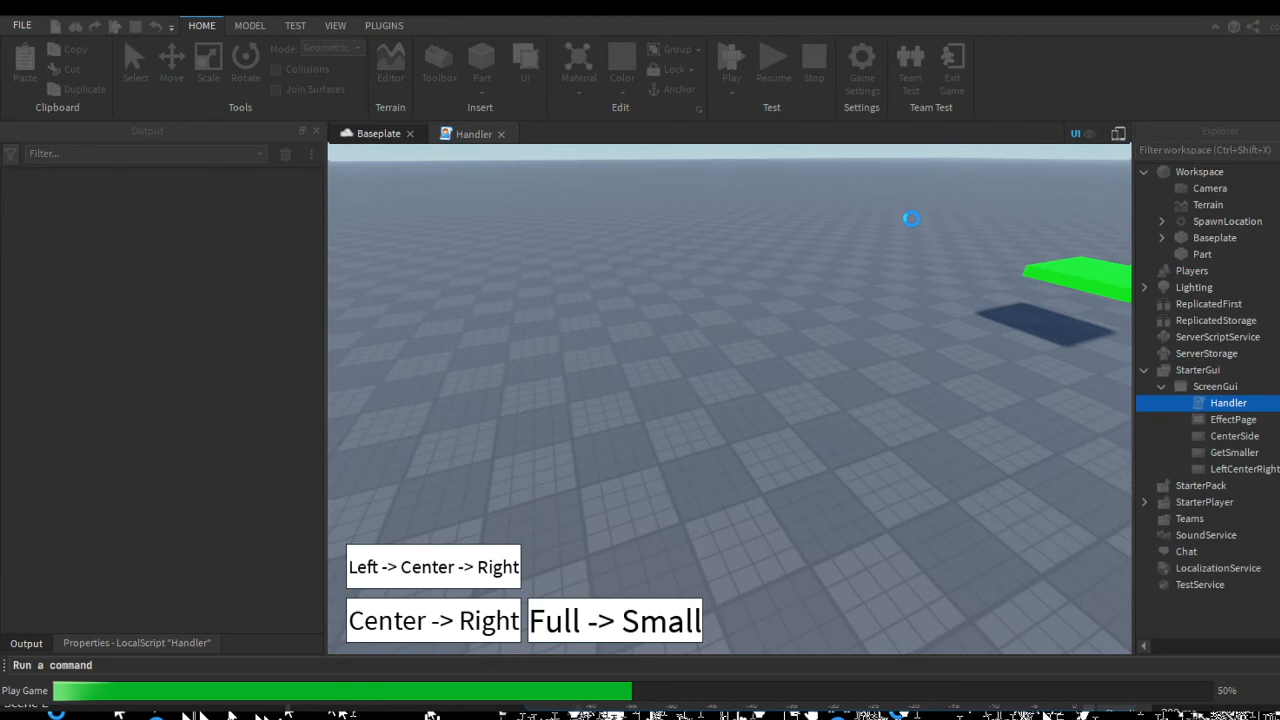 FILE HOME MODEL TEST VIEW PLUGINS
Copy Mode: Geometric Group
Cut Collisions Lock
Paste Duplicate Select Move Scale Rotate Join Surfaces Editor Toolbox Part UI Material Color Anchor Play Resume Stop Game Settings Team Test Exit Game
Clipboard Tools Terrain Insert Edit Test Settings Team Test
Output Baseplate Handler UI Explorer
Filter... Filter workspace (Ctrl+Shift+X)
Workspace
Camera
Terrain
SpawnLocation
Baseplate
Part
Players
Lighting
ReplicatedFirst
ReplicatedStorage
ServerScriptService
ServerStorage
StarterGui
ScreenGui
Handler
EffectPage
CenterSide
GetSmaller
LeftCenterRight
StarterPack
StarterPlayer
Teams
SoundService
Chat
LocalizationService
TestService
Left -> Center -> Right
Center -> Right Full -> Small
Output Properties - LocalScript "Handler"
Run a command
Play Game 50%